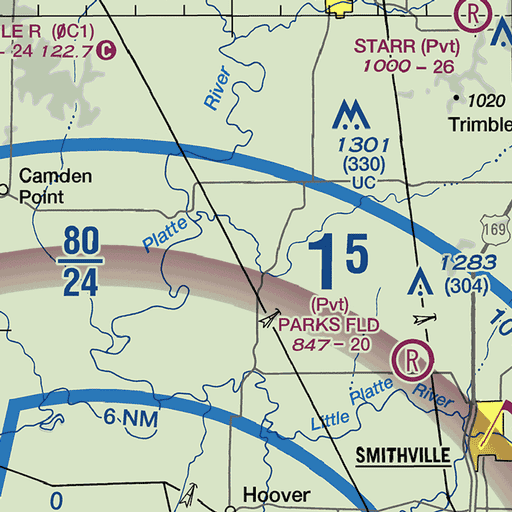 LE R (ØC1)
- 24 122.7 C
River
R
STARR (Pvt)
1000 - 26
1020
Trimble
1301
(330)
UC
Camden
Point
Platte
169
80
24
15
1283
(304)
(Pvt)
PARKS FLD
847 - 20
R
10
Little Platte River
6 NM
SMITHVILLE
0
Hoover